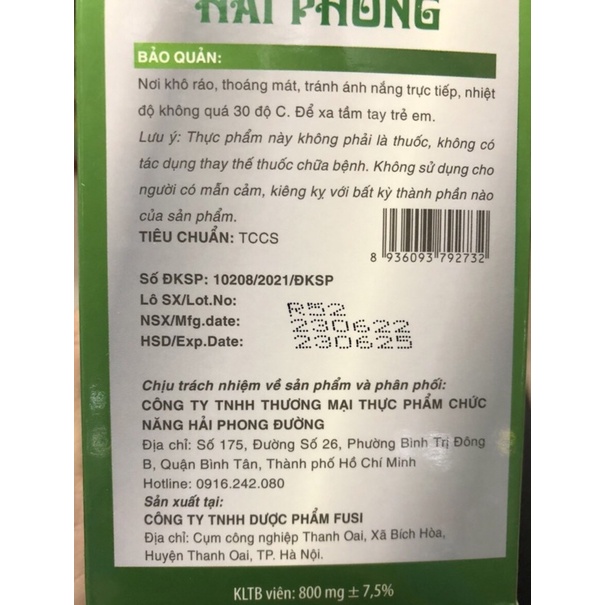 HẢI PHONG
BẢO QUẢN:
Nơi khô ráo, thoáng mát, tránh ánh nắng trực tiếp, nhiệt
độ không quá 30 độ C. Để xa tầm tay trẻ em.
Lưu ý: Thực phẩm này không phải là thuốc, không có
tác dụng thay thế thuốc chữa bệnh. Không sử dụng cho
người có mẫn cảm, kiêng kỵ với bất kỳ thành phần nào
của sản phẩm.
TIÊU CHUẨN: TCCS
8 936093 792732
Số ĐKSP: 10208/2021/ĐKSP
Lô SX/Lot.No: R52
NSX/Mfg.date: 230622
HSD/Exp.Date: 230625
Chịu trách nhiệm về sản phẩm và phân phối:
CÔNG TY TNHH THƯƠNG MẠI THỰC PHẨM CHỨC
NĂNG HẢI PHONG ĐƯỜNG
Địa chỉ: Số 175, Đường Số 26, Phường Bình Trị Đông
B, Quận Bình Tân, Thành phố Hồ Chí Minh
Hotline: 0916.242.080
Sản xuất tại:
CÔNG TY TNHH DƯỢC PHẨM FUSI
Địa chỉ: Cụm công nghiệp Thanh Oai, Xã Bích Hòa,
Huyện Thanh Oai, TP. Hà Nội.
KLTB viên: 800 mg ± 7,5%